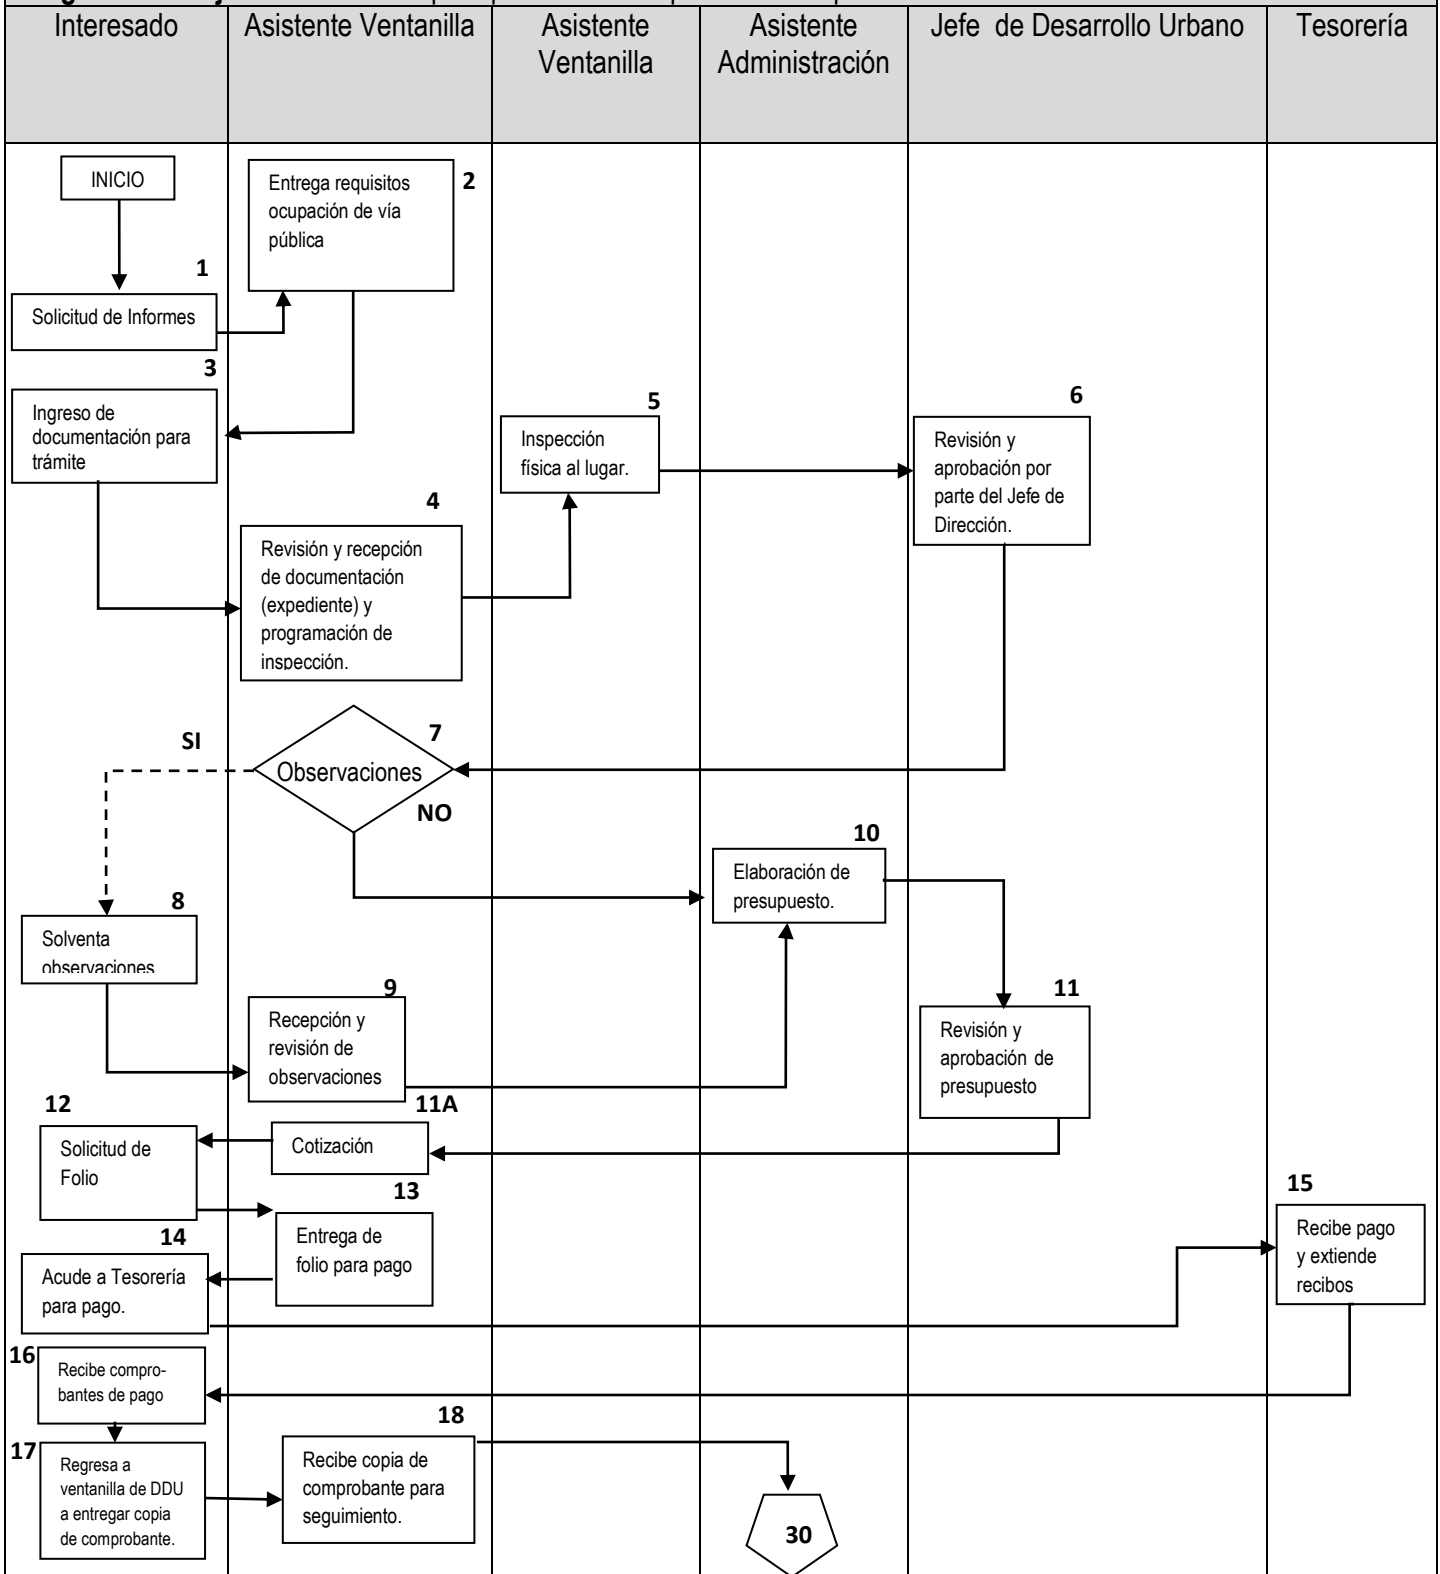 Interesado
Asistente Ventanilla
Asistente
Ventanilla
Asistente
Administración
Jefe de Desarrollo Urbano
Tesorería
INICIO
1
Solicitud de Informes
2
Entrega requisitos
ocupación de vía
pública
3
Ingreso de
documentación para
trámite
4
Revisión y recepción
de documentación
(expediente) y
programación de
inspección.
5
Inspección
física al lugar.
6
Revisión y
aprobación por
parte del Jefe de
Dirección.
7
Observaciones
SI
NO
8
Solventa
observaciones
9
Recepción y
revisión de
observaciones
10
Elaboración de
presupuesto.
11
Revisión y
aprobación de
presupuesto
11A
Cotización
12
Solicitud de
Folio
13
Entrega de
folio para pago
14
Acude a Tesorería
para pago.
15
Recibe pago
y extiende
recibos
16
Recibe compro-
bantes de pago
17
Regresa a
ventanilla de DDU
a entregar copia
de comprobante.
18
Recibe copia de
comprobante para
seguimiento.
30